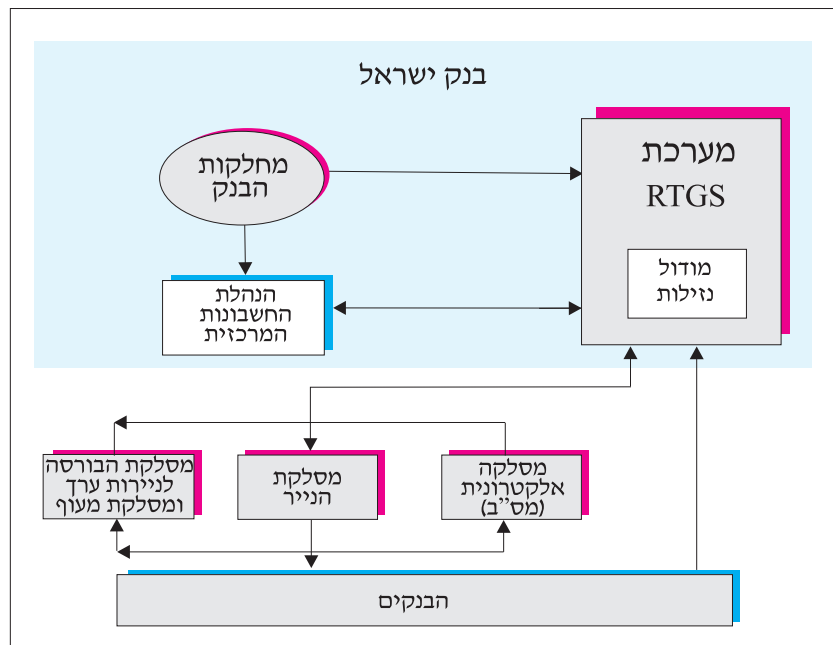 בנק ישראל
מערכת
RTGS
מודול
נזילות
מחלקות
הבנק
הנהלת
החשבונות
המרכזית
מסלקה
אלקטרונית
(מס"ב)
מסלקת
הנייר
מסלקת הבורסה
לניירות ערך
ומסלקת מעוף
הבנקים